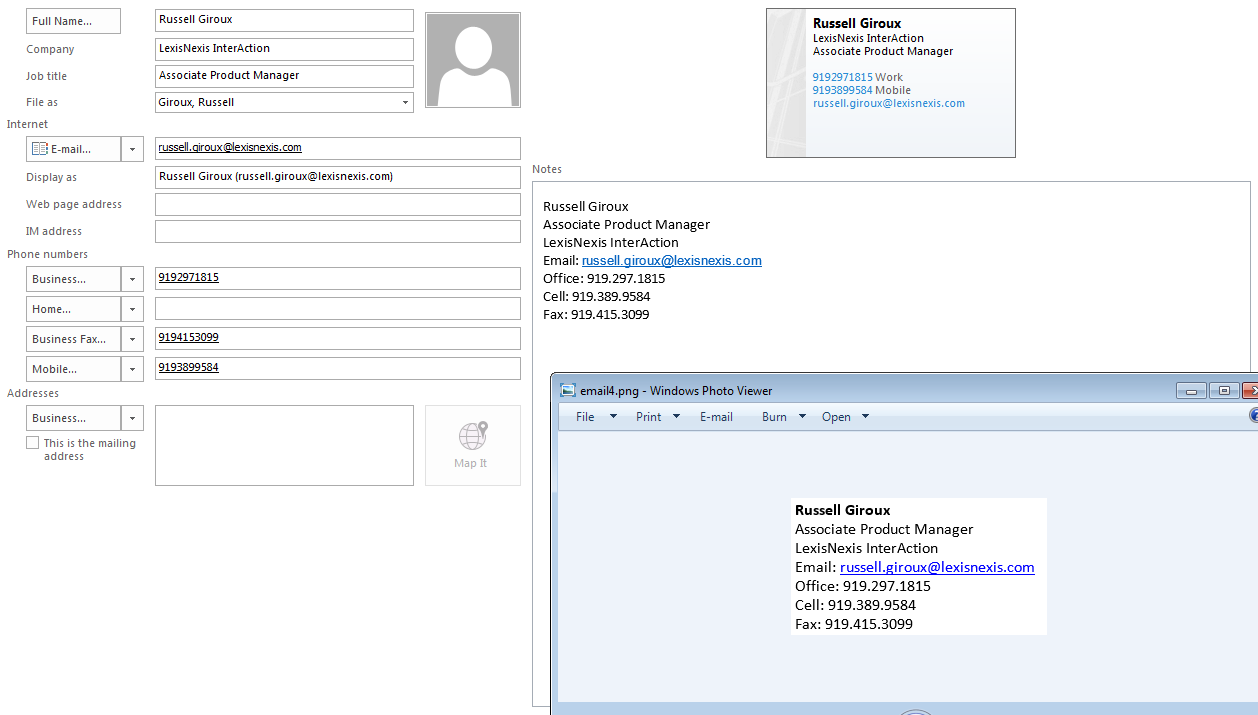 Full Name... Russell Giroux
Company LexisNexis InterAction
Job title Associate Product Manager
File as Giroux, Russell
Internet
E-mail... russell.giroux@lexisnexis.com
Display as Russell Giroux (russell.giroux@lexisnexis.com)
Web page address
IM address
Phone numbers
Business... 9192971815
Home...
Business Fax... 9194153099
Mobile... 9193899584
Addresses
Business...
This is the mailing
address
Map It
Russell Giroux
LexisNexis InterAction
Associate Product Manager
9192971815 Work
9193899584 Mobile
russell.giroux@lexisnexis.com
Notes
Russell Giroux
Associate Product Manager
LexisNexis InterAction
Email: russell.giroux@lexisnexis.com
Office: 919.297.1815
Cell: 919.389.9584
Fax: 919.415.3099
email4.png - Windows Photo Viewer
File Print E-mail Burn Open
Russell Giroux
Associate Product Manager
LexisNexis InterAction
Email: russell.giroux@lexisnexis.com
Office: 919.297.1815
Cell: 919.389.9584
Fax: 919.415.3099